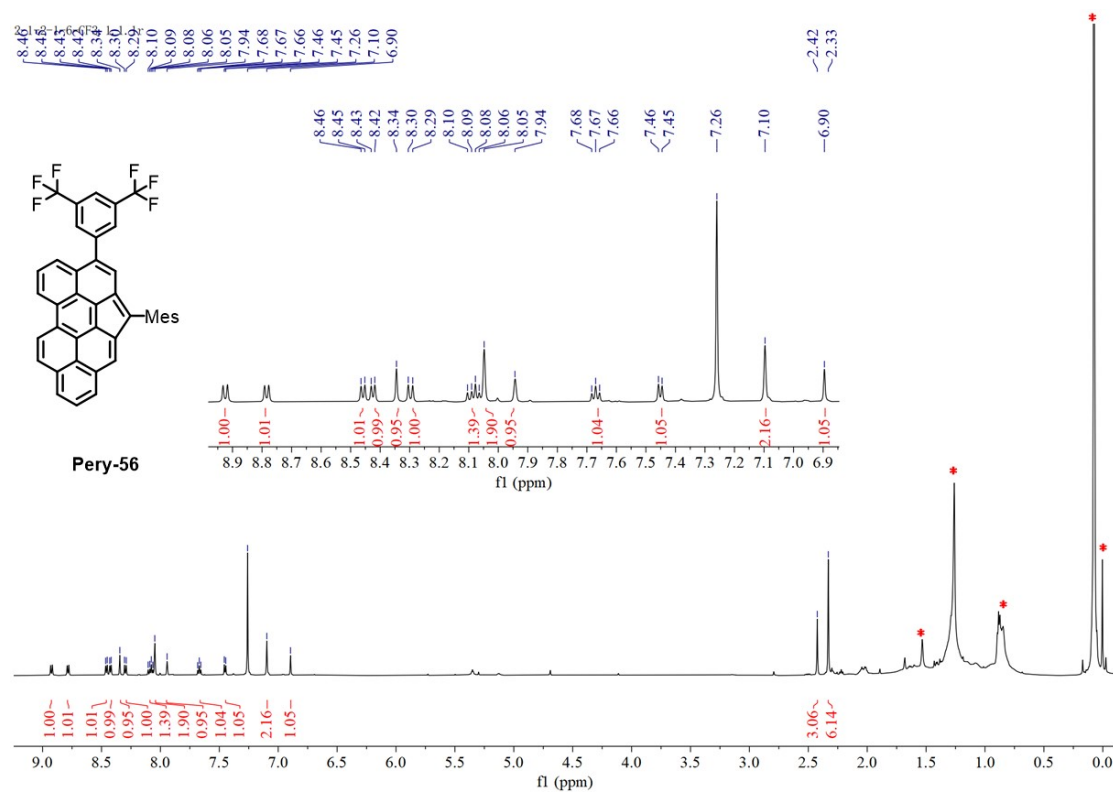 8.46 8.45 8.43 8.42 8.34 8.30 8.29 8.10 8.09 8.08 8.06 8.05 7.94 7.68 7.67 7.66 7.46 7.45 7.26 7.10 6.90 2.42 2.33
8.46 8.45 8.43 8.42 8.34 8.30 8.29 8.10 8.09 8.08 8.06 8.05 7.94 7.68 7.67 7.66 7.46 7.45 7.26 7.10 6.90
F F
F F
F F
Mes
Pery-56
1.00 1.01 1.01 0.99 0.95 1.00 1.39 1.90 0.95 1.04 1.05 2.16 1.05
8.9 8.8 8.7 8.6 8.5 8.4 8.3 8.2 8.1 8.0 7.9 7.8 7.7 7.6 7.5 7.4 7.3 7.2 7.1 7.0 6.9
f1 (ppm)
* * * * *
1.00 1.01 1.01 0.99 0.95 1.00 1.39 1.90 0.95 1.04 1.05 2.16 1.05 3.06 6.14
9.0 8.5 8.0 7.5 7.0 6.5 6.0 5.5 5.0 4.5 4.0 3.5 3.0 2.5 2.0 1.5 1.0 0.5 0.0
f1 (ppm)